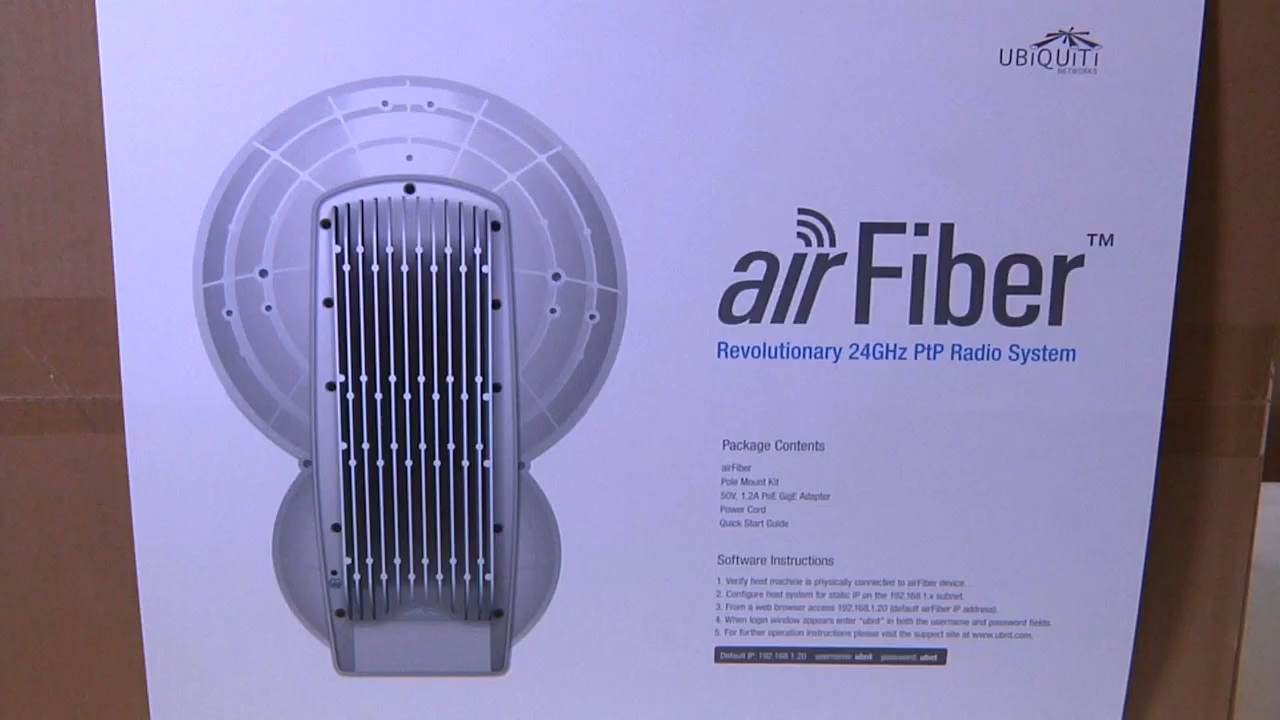 UBiQUiTi
NETWORKS
airFiber™
Revolutionary 24GHz PtP Radio System
Package Contents
airFiber
Pole Mount Kit
50V, 1.2A PoE GigE Adapter
Power Cord
Quick Start Guide
Software Instructions
1. Verify host machine is physically connected to airFiber device.
2. Configure host system for static IP on the 192.168.1.x subnet.
3. From a web browser access 192.168.1.20 (default airFiber IP address).
4. When login window appears enter "ubnt" in both the username and password fields.
5. For further operation instructions please visit the support site at www.ubnt.com.
Default IP: 192.168.1.20 username: ubnt password: ubnt